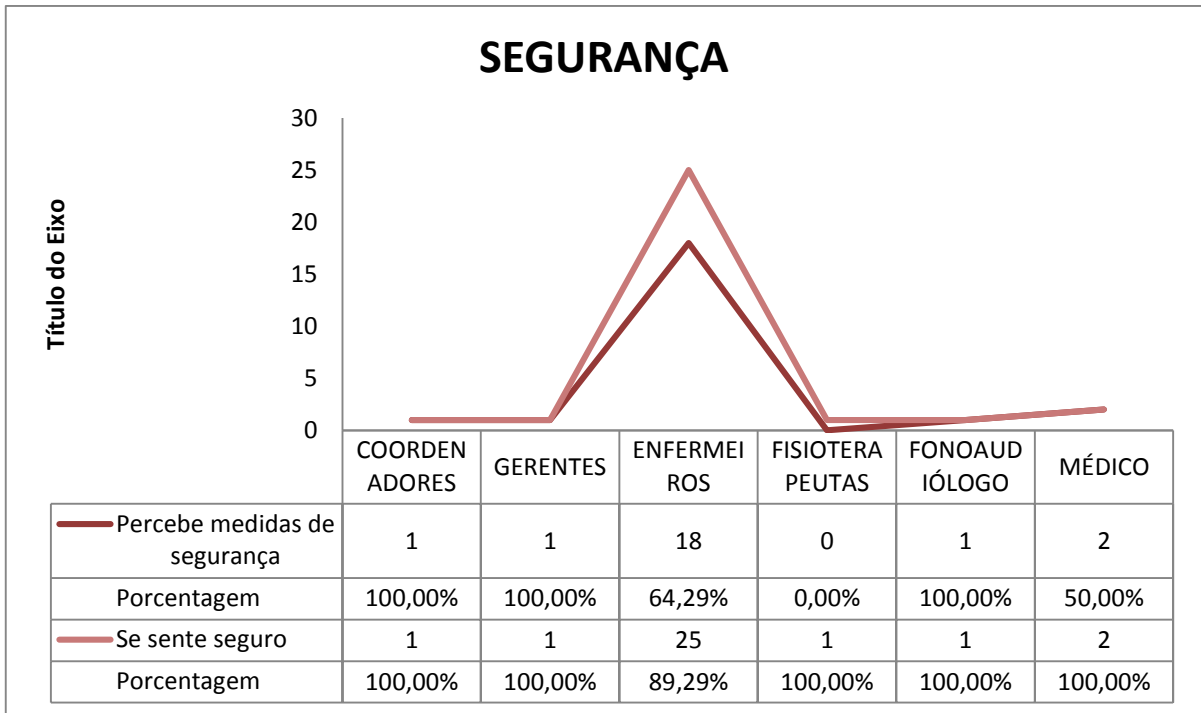 SEGURANÇA
Título do Eixo
30
25
20
15
10
5
0
COORDEN
ADORES
GERENTES
ENFERMEI
ROS
FISIOTERA
PEUTAS
FONOAUD
IÓLOGO
MÉDICO
Percebe medidas de
segurança
1 1 18 0 1 2
Porcentagem 100,00% 100,00% 64,29% 0,00% 100,00% 50,00%
Se sente seguro 1 1 25 1 1 2
Porcentagem 100,00% 100,00% 89,29% 100,00% 100,00% 100,00%